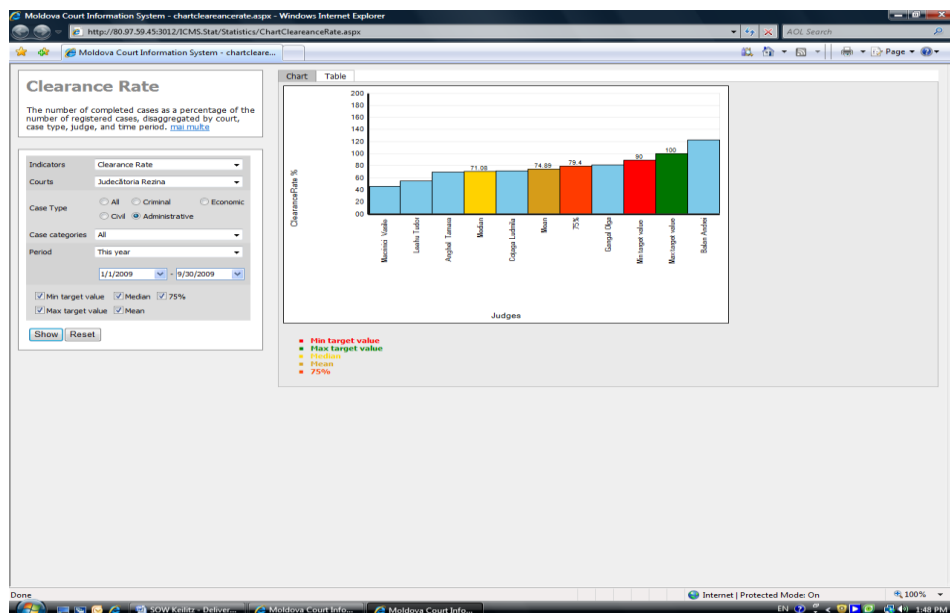 Moldova Court Information System - chartcleareancerate.aspx - Windows Internet Explorer
http://80.97.59.45:3012/ICMS.Stat/Statistics/ChartCleareanceRate.aspx
AOL Search
Moldova Court Information System - chartcleare...
Page
Clearance Rate
The number of completed cases as a percentage of the
number of registered cases, disaggregated by court,
case type, judge, and time period. mai multe
Indicators Clearance Rate
Courts Judecătoria Rezina
Case Type All Criminal Economic
Civil Administrative
Case categories All
Period This year
1/1/2009 - 9/30/2009
Min target value Median 75%
Max target value Mean
Show Reset
Chart Table
ClearanceRate %
200
180
160
140
120
100
80
60
40
20
00
71.08 74.89 79.4 90 100
Macinici Vasilie
Leahu Tudor
Anghel Tamara
Median
Cojuga Ludmila
Mean
75%
Gangal Olga
Min target value
Max target value
Balan Andrei
Judges
Min target value
Max target value
Median
Mean
75%
Done
Internet | Protected Mode: On
100%
SOW Keilitz - Deliver...
Moldova Court Info...
Moldova Court Info...
EN
1:48 PM